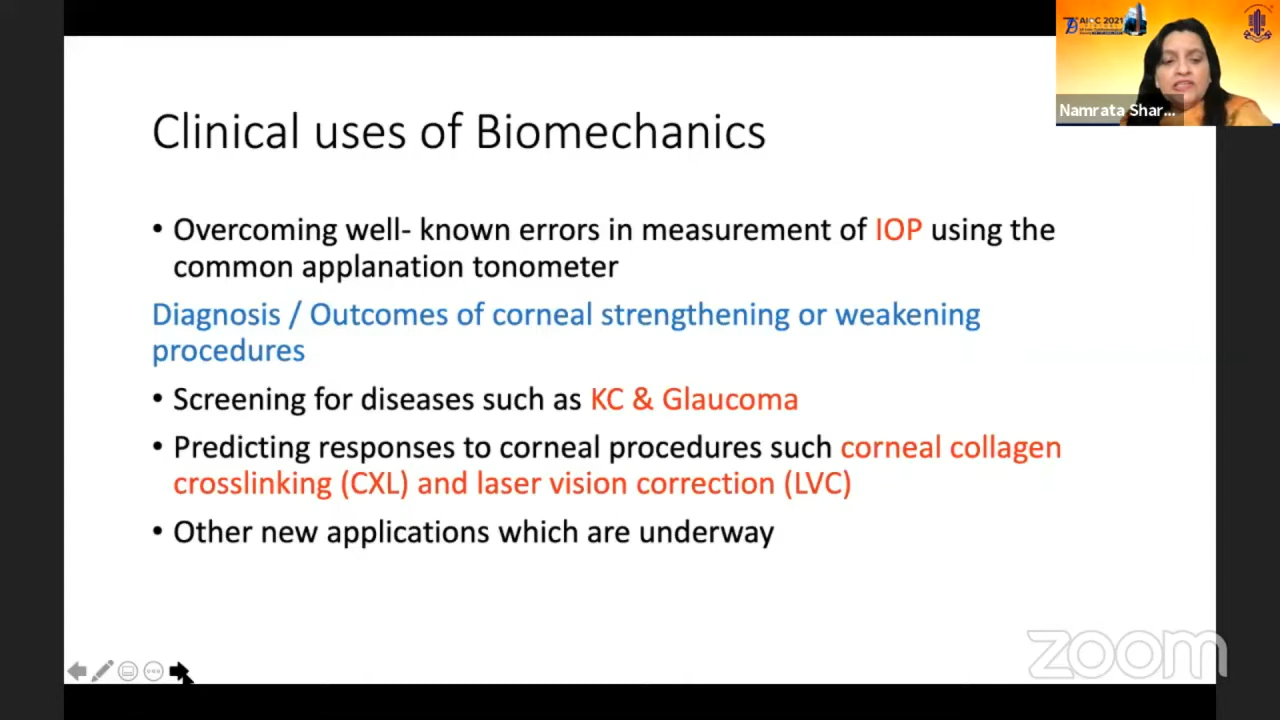 Clinical uses of Biomechanics
• Overcoming well- known errors in measurement of IOP using the
common applanation tonometer
Diagnosis / Outcomes of corneal strengthening or weakening
procedures
• Screening for diseases such as KC & Glaucoma
• Predicting responses to corneal procedures such corneal collagen
crosslinking (CXL) and laser vision correction (LVC)
• Other new applications which are underway
AIOC 2021
Namrata Shar...
zoom